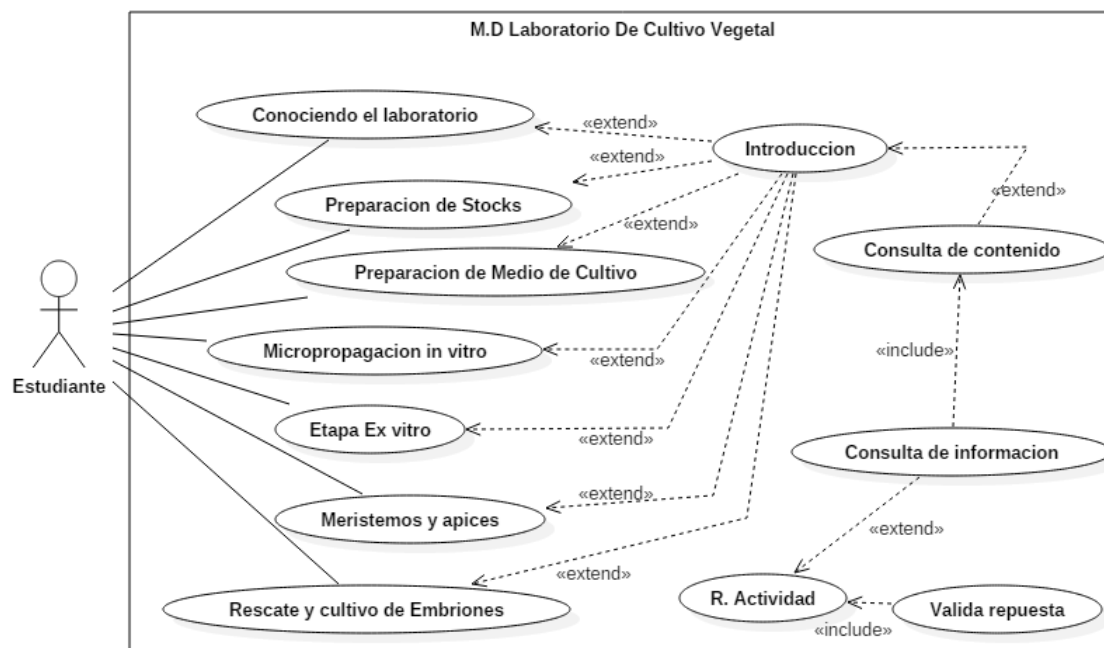 M.D Laboratorio De Cultivo Vegetal
Conociendo el laboratorio
«extend»
Introduccion
«extend»
Preparacion de Stocks
«extend»
«extend»
Consulta de contenido
Preparacion de Medio de Cultivo
Micropropagacion in vitro
«extend»
«include»
Estudiante
Etapa Ex vitro
«extend»
Consulta de informacion
Meristemos y apices
«extend»
«extend»
«extend»
Rescate y cultivo de Embriones
R. Actividad
Valida repuesta
«include»